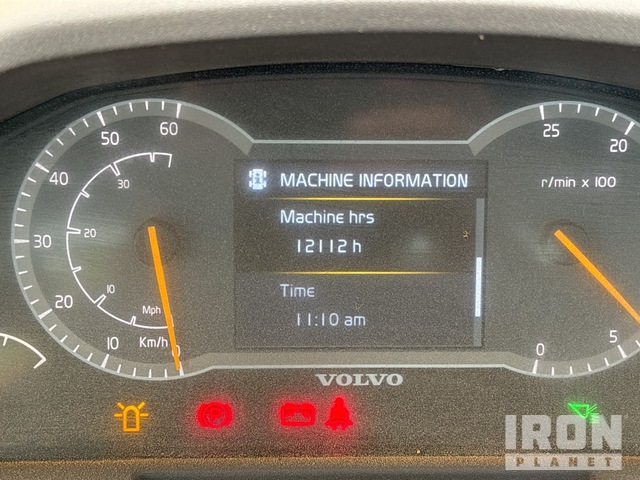 50
60
40
30
30
20
20
10
10
Mph
Km/h
0
MACHINE INFORMATION
Machine hrs
12112 h
Time
11:10 am
25
20
r/min x 100
5
0
VOLVO
IRON
PLANET